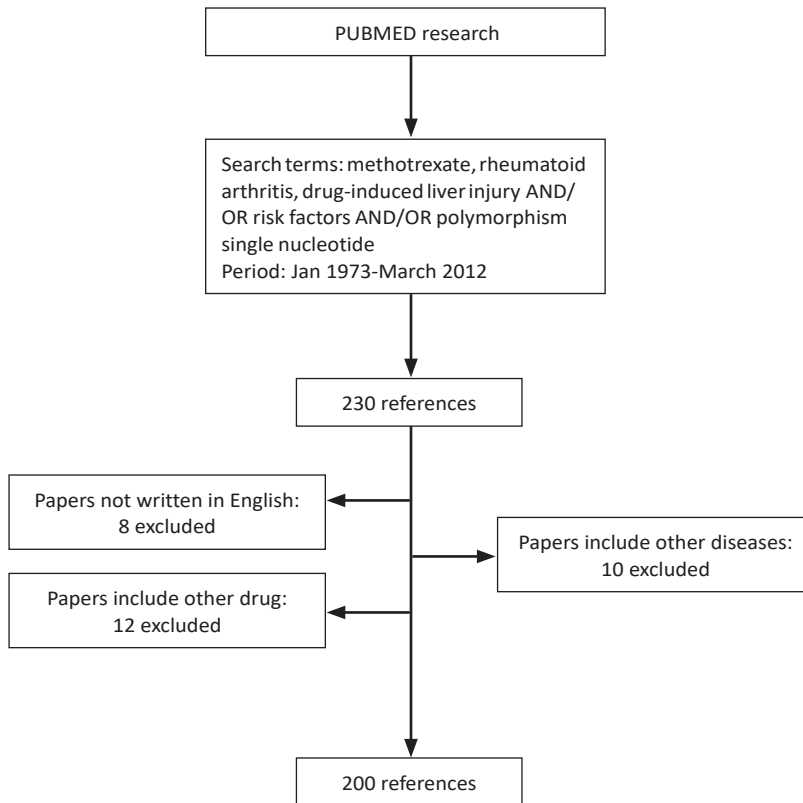 PUBMED research
Search terms: methotrexate, rheumatoid
arthritis, drug-induced liver injury AND/
OR risk factors AND/OR polymorphism
single nucleotide
Period: Jan 1973-March 2012
230 references
Papers not written in English:
8 excluded
Papers include other diseases:
10 excluded
Papers include other drug:
12 excluded
200 references